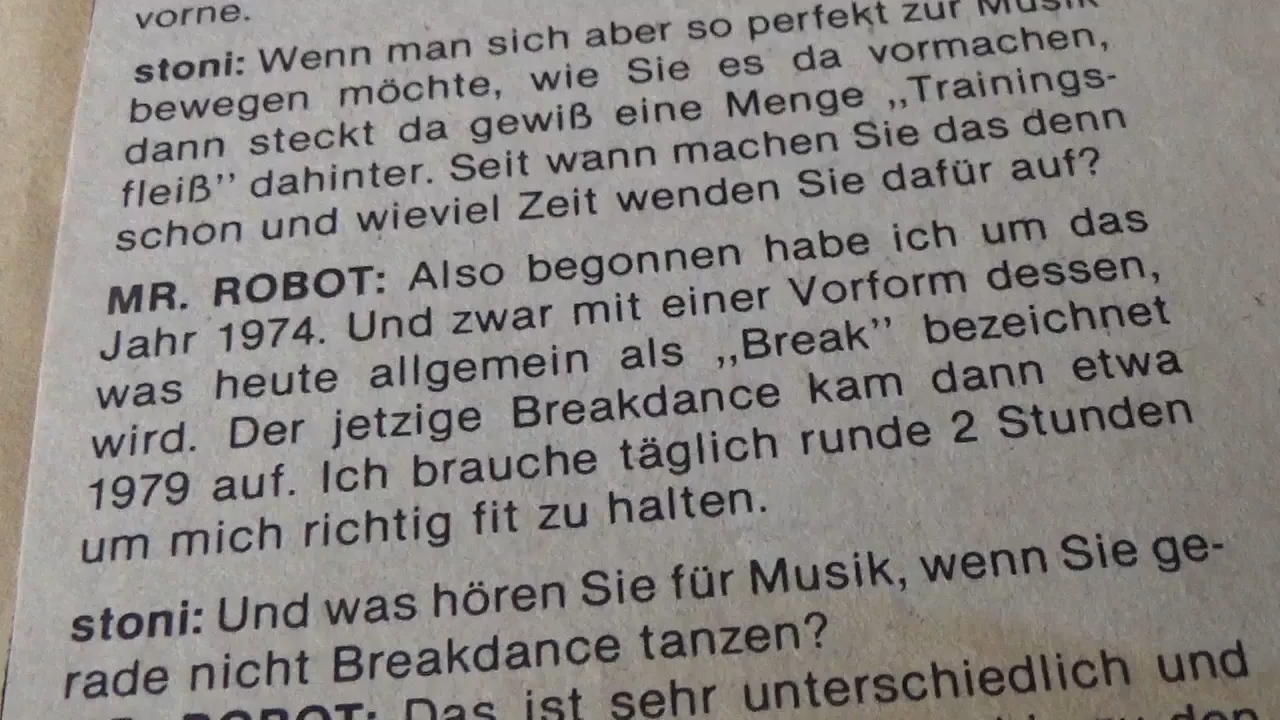 vorne.
stoni: Wenn man sich aber so perfekt zur Musik
bewegen möchte, wie Sie es da vormachen,
dann steckt da gewiß eine Menge ,,Trainings-
fleiß'' dahinter. Seit wann machen Sie das denn
schon und wieviel Zeit wenden Sie dafür auf?
MR. ROBOT: Also begonnen habe ich um das
Jahr 1974. Und zwar mit einer Vorform dessen,
was heute allgemein als ,,Break'' bezeichnet
wird. Der jetzige Breakdance kam dann etwa
1979 auf. Ich brauche täglich runde 2 Stunden
um mich richtig fit zu halten.
stoni: Und was hören Sie für Musik, wenn Sie ge-
rade nicht Breakdance tanzen?
ROBOT: Das ist sehr unterschiedlich und